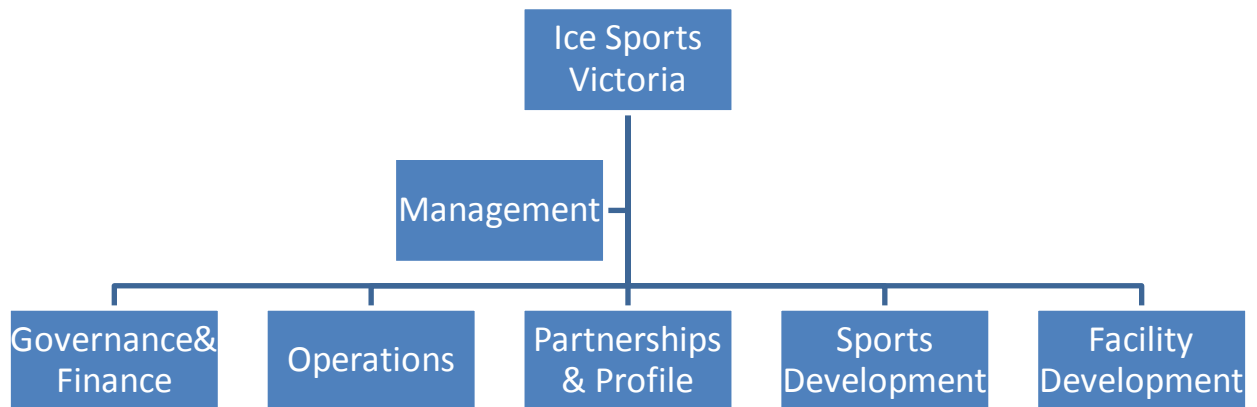 Ice Sports
Victoria
Management
Governance&
Finance
Operations
Partnerships
& Profile
Sports
Development
Facility
Development